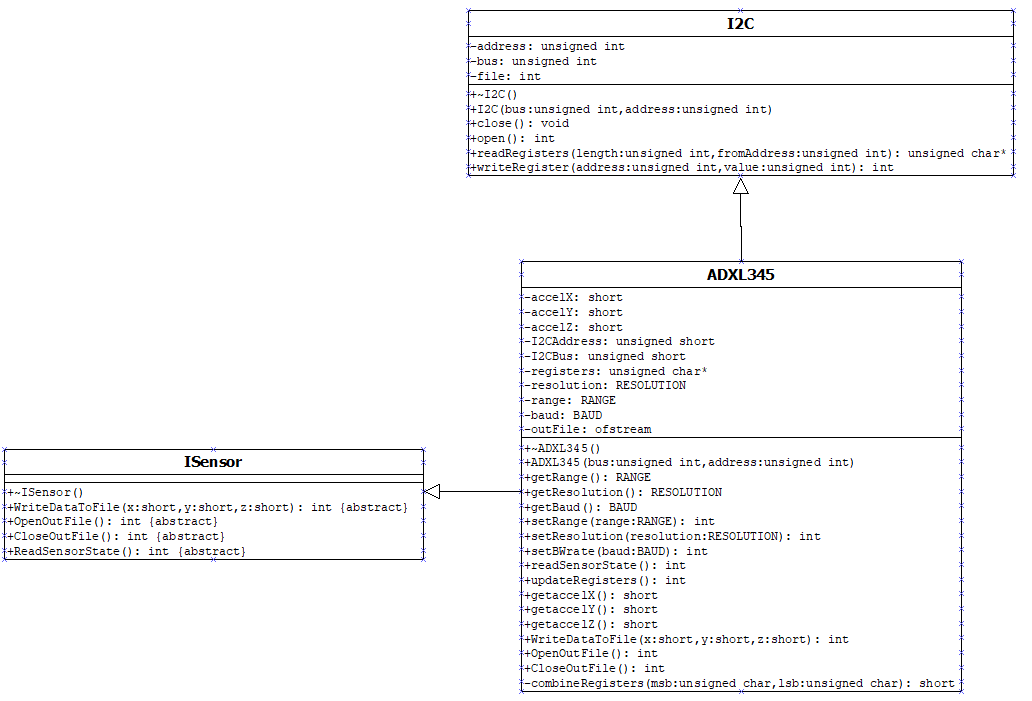 I2C
-address: unsigned int
-bus: unsigned int
-file: int
+~I2C()
+I2C(bus:unsigned int,address:unsigned int)
+close(): void
+open(): int
+readRegisters(length:unsigned int,fromAddress:unsigned int): unsigned char*
+writeRegister(address:unsigned int,value:unsigned int): int
ADXL345
-accelX: short
-accelY: short
-accelZ: short
-I2CAddress: unsigned short
-I2CBus: unsigned short
-registers: unsigned char*
-resolution: RESOLUTION
-range: RANGE
-baud: BAUD
-outFile: ofstream
+~ADXL345()
+ADXL345(bus:unsigned int,address:unsigned int)
+getRange(): RANGE
+getResolution(): RESOLUTION
+getBaud(): BAUD
+setRange(range:RANGE): int
+setResolution(resolution:RESOLUTION): int
+setBWrate(baud:BAUD): int
+readSensorState(): int
+updateRegisters(): int
+getaccelX(): short
+getaccelY(): short
+getaccelZ(): short
+WriteDataToFile(x:short,y:short,z:short): int
+OpenOutFile(): int
+CloseOutFile(): int
-combineRegisters(msb:unsigned char,lsb:unsigned char): short
ISensor
+~ISensor()
+WriteDataToFile(x:short,y:short,z:short): int {abstract}
+OpenOutFile(): int {abstract}
+CloseOutFile(): int {abstract}
+ReadSensorState(): int {abstract}